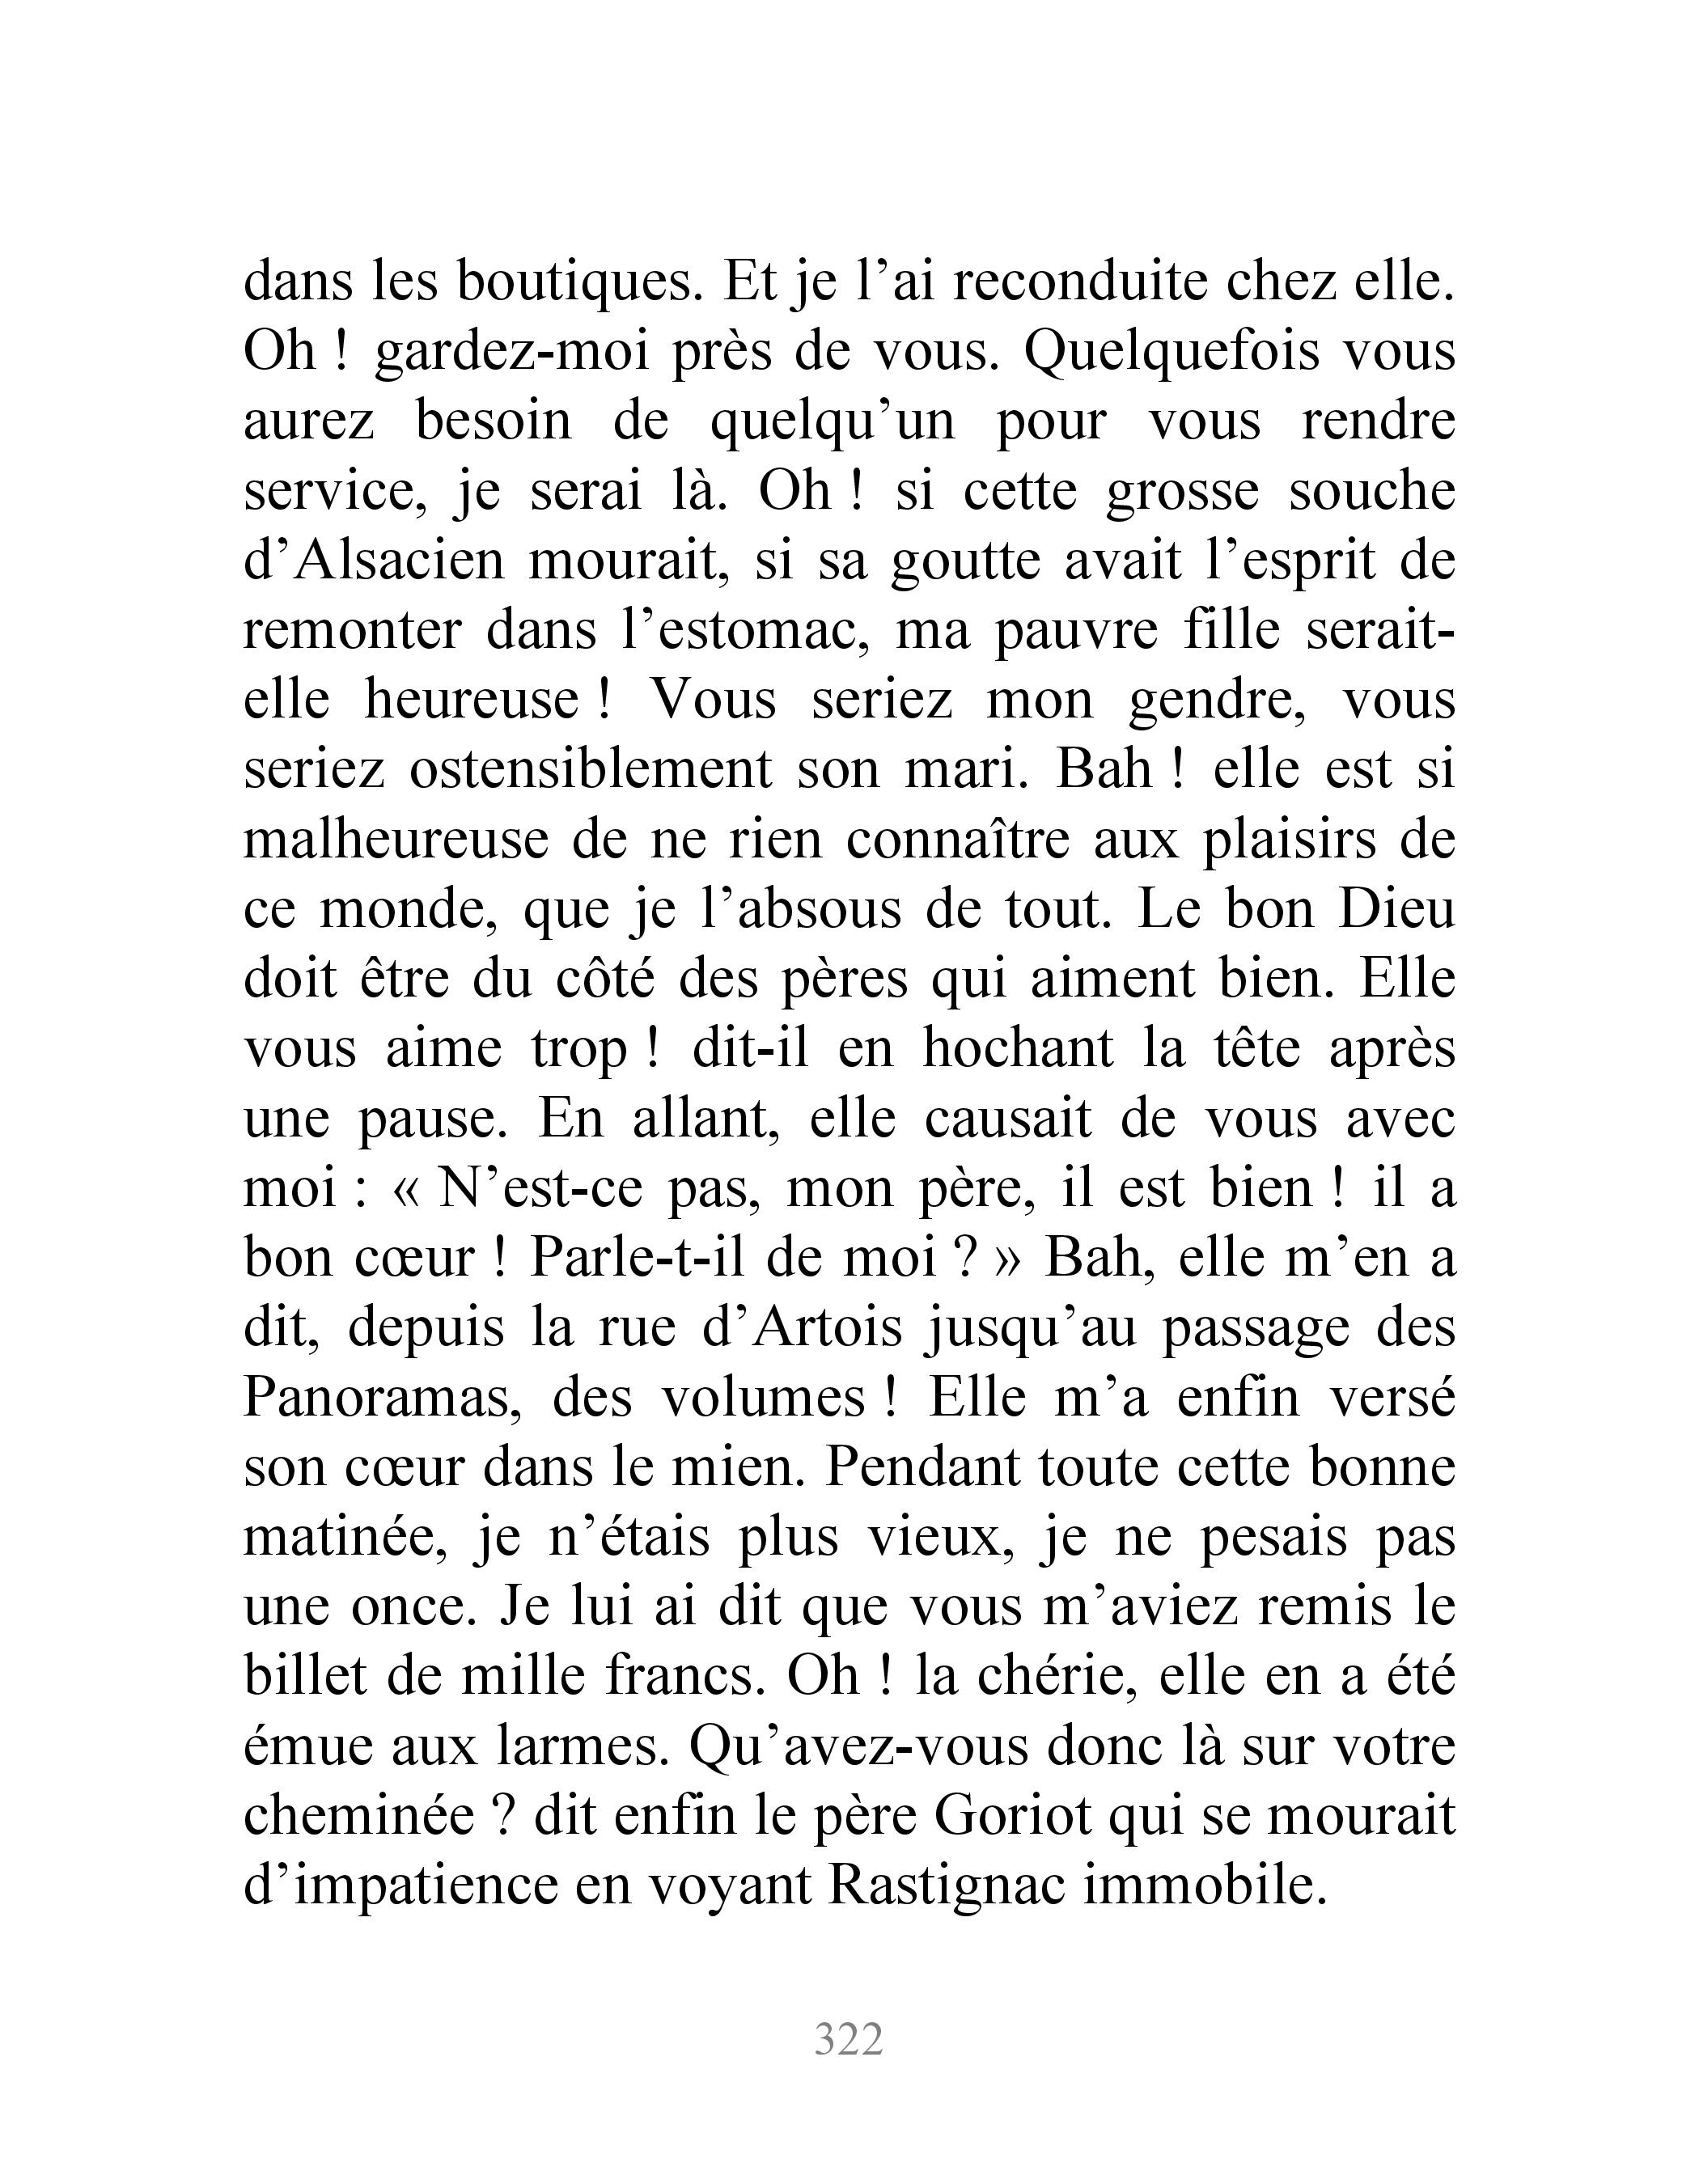 dans les boutiques. Et je l’ai reconduite chez elle.
Oh ! gardez-moi près de vous. Quelquefois vous
aurez besoin de quelqu’un pour vous rendre
service, je serai là. Oh ! si cette grosse souche
d’Alsacien mourait, si sa goutte avait l’esprit de
remonter dans l’estomac, ma pauvre fille serait-
elle heureuse ! Vous seriez mon gendre, vous
seriez ostensiblement son mari. Bah ! elle est si
malheureuse de ne rien connaître aux plaisirs de
ce monde, que je l’absous de tout. Le bon Dieu
doit être du côté des pères qui aiment bien. Elle
vous aime trop ! dit-il en hochant la tête après
une pause. En allant, elle causait de vous avec
moi : « N’est-ce pas, mon père, il est bien ! il a
bon cœur ! Parle-t-il de moi ? » Bah, elle m’en a
dit, depuis la rue d’Artois jusqu’au passage des
Panoramas, des volumes ! Elle m’a enfin versé
son cœur dans le mien. Pendant toute cette bonne
matinée, je n’étais plus vieux, je ne pesais pas
une once. Je lui ai dit que vous m’aviez remis le
billet de mille francs. Oh ! la chérie, elle en a été
émue aux larmes. Qu’avez-vous donc là sur votre
cheminée ? dit enfin le père Goriot qui se mourait
d’impatience en voyant Rastignac immobile.
322